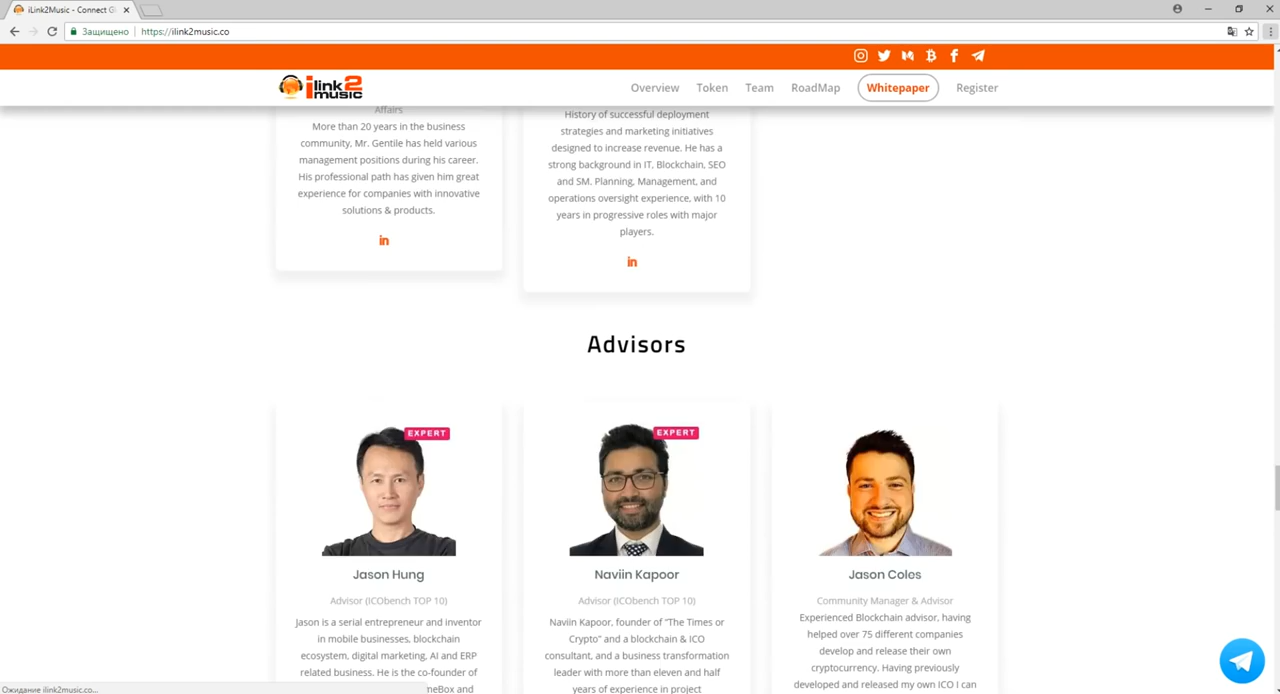 iLink2Music - Connect Gl
Защищено
https://ilink2music.co
ilink2
music
Overview
Token
Team
RoadMap
Whitepaper
Register
Affairs
More than 20 years in the business
community, Mr. Gentile has held various
management positions during his career.
His professional path has given him great
experience for companies with innovative
solutions & products.
in
History of successful deployment
strategies and marketing initiatives
designed to increase revenue. He has a
strong background in IT, Blockchain, SEO
and SM. Planning, Management, and
operations oversight experience, with 10
years in progressive roles with major
players.
in
Advisors
EXPERT
Jason Hung
Advisor (ICObench TOP 10)
Jason is a serial entrepreneur and inventor
in mobile businesses, blockchain
ecosystem, digital marketing, AI and ERP
related business. He is the co-founder of
meBox and
EXPERT
Naviin Kapoor
Advisor (ICObench TOP 10)
Naviin Kapoor, founder of "The Times or
Crypto" and a blockchain & ICO
consultant, and a business transformation
leader with more than eleven and half
years of experience in project
Jason Coles
Community Manager & Advisor
Experienced Blockchain advisor, having
helped over 75 different companies
develop and release their own
cryptocurrency. Having previously
developed and released my own ICO I can
Ожидание ilink2music.co...